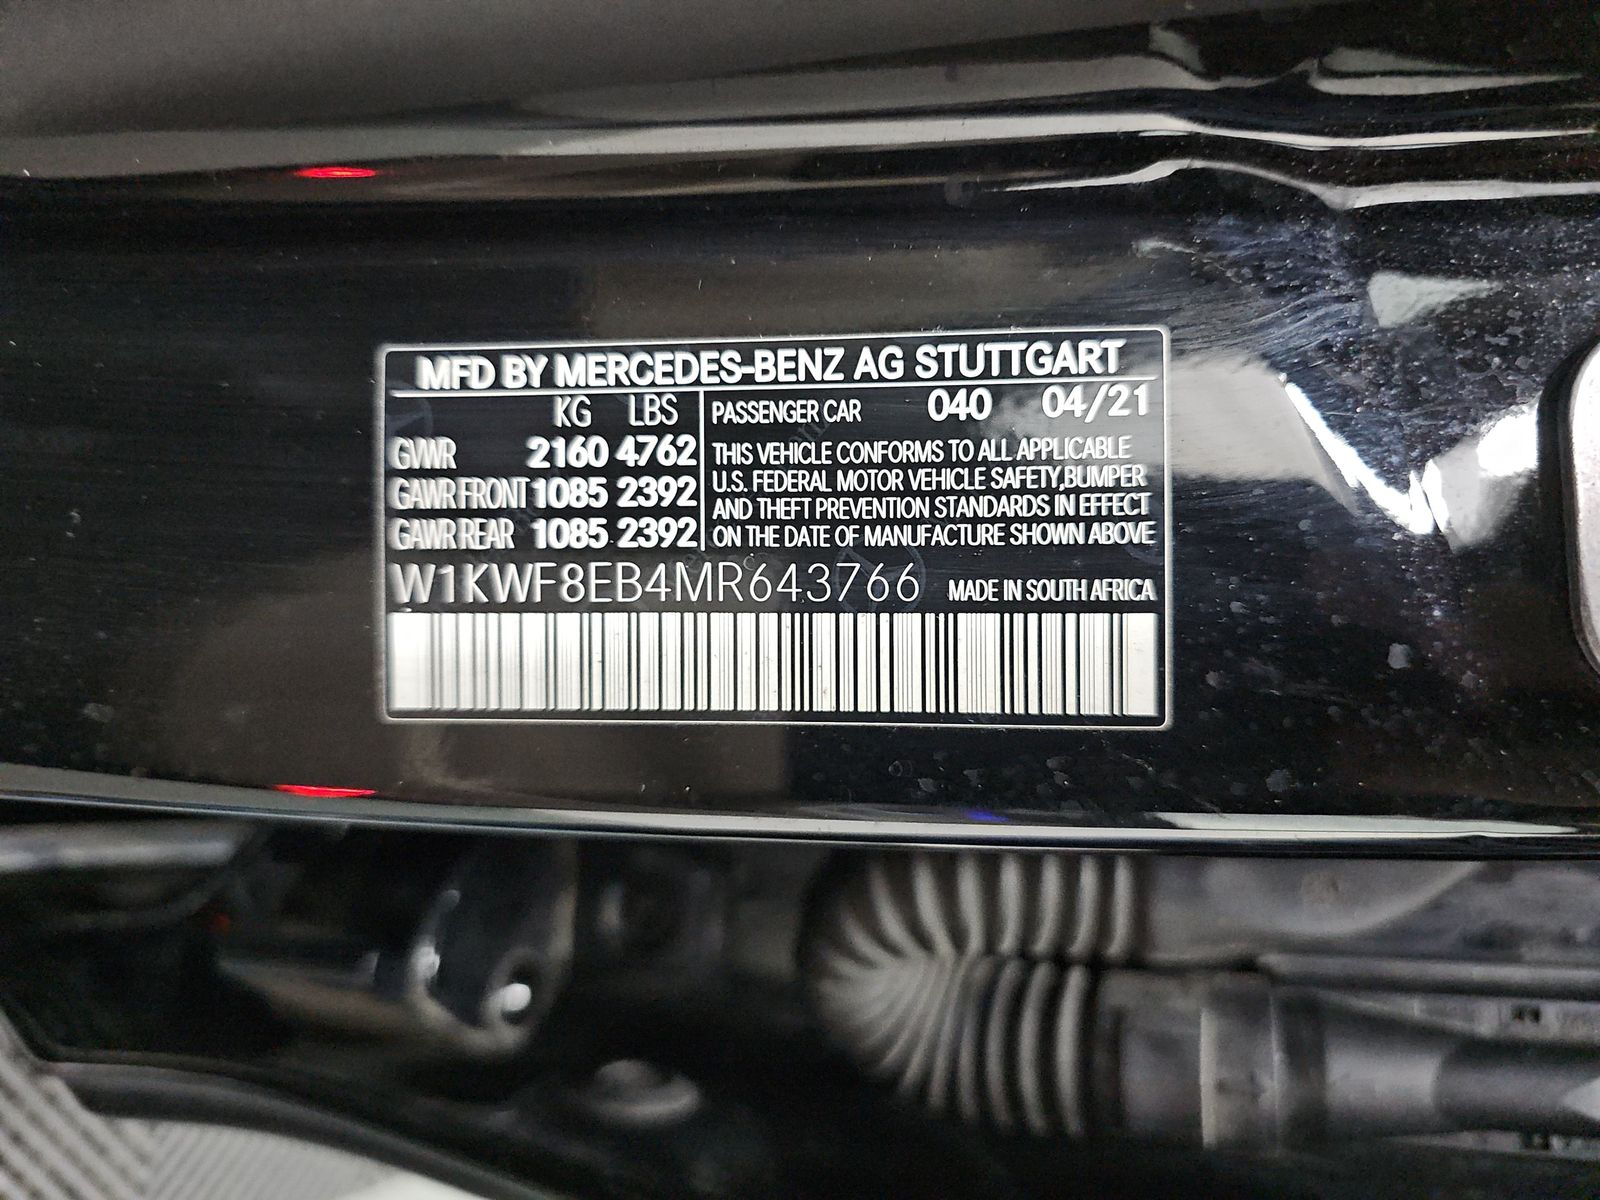 MFD BY MERCEDES-BENZ AG STUTTGART
KG LBS
GVWR 2160 4762
GAWR FRONT 1085 2392
GAWR REAR 1085 2392
PASSENGER CAR 040 04/21
THIS VEHICLE CONFORMS TO ALL APPLICABLE
U.S. FEDERAL MOTOR VEHICLE SAFETY,BUMPER
AND THEFT PREVENTION STANDARDS IN EFFECT
ON THE DATE OF MANUFACTURE SHOWN ABOVE
W1KWF8EB4MR643766 MADE IN SOUTH AFRICA